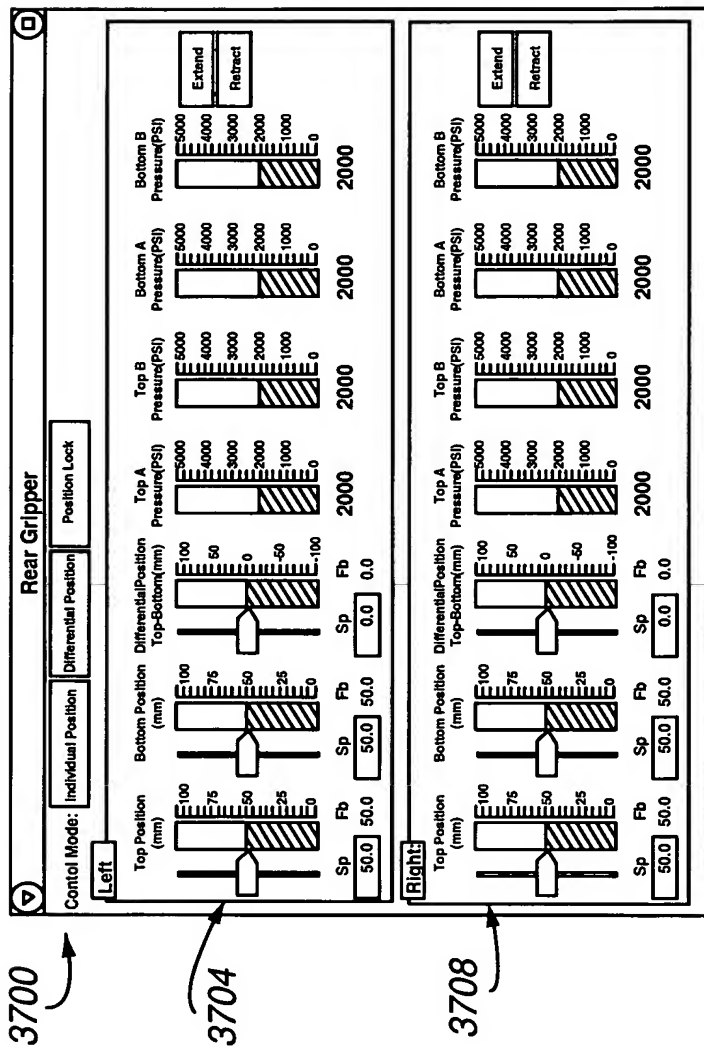 Rear Gripper
Contol Mode: Individual Position Differential Position Position Lock
3700
Left
3704
Top Position (mm)
100
75
50
25
0
Sp Fb
50.0 50.0
Bottom Position (mm)
100
75
50
25
0
Sp Fb
50.0 50.0
DifferentialPosition
Top-Bottom(mm)
100
50
0
-50
-100
Sp Fb
0.0 0.0
Top A
Pressure(PSI)
5000
4000
3000
2000
1000
0
2000
Top B
Pressure(PSI)
5000
4000
3000
2000
1000
0
2000
Bottom A
Pressure(PSI)
5000
4000
3000
2000
1000
0
2000
Bottom B
Pressure(PSI)
5000
4000
3000
2000
1000
0
2000
Extend
Retract
Right:
3708
Top Position (mm)
100
75
50
25
0
Sp Fb
50.0 50.0
Bottom Position (mm)
100
75
50
25
0
Sp Fb
50.0 50.0
DifferentialPosition
Top-Bottom(mm)
100
50
0
-50
-100
Sp Fb
0.0 0.0
Top A
Pressure(PSI)
5000
4000
3000
2000
1000
0
2000
Top B
Pressure(PSI)
5000
4000
3000
2000
1000
0
2000
Bottom A
Pressure(PSI)
5000
4000
3000
2000
1000
0
2000
Bottom B
Pressure(PSI)
5000
4000
3000
2000
1000
0
2000
Extend
Retract